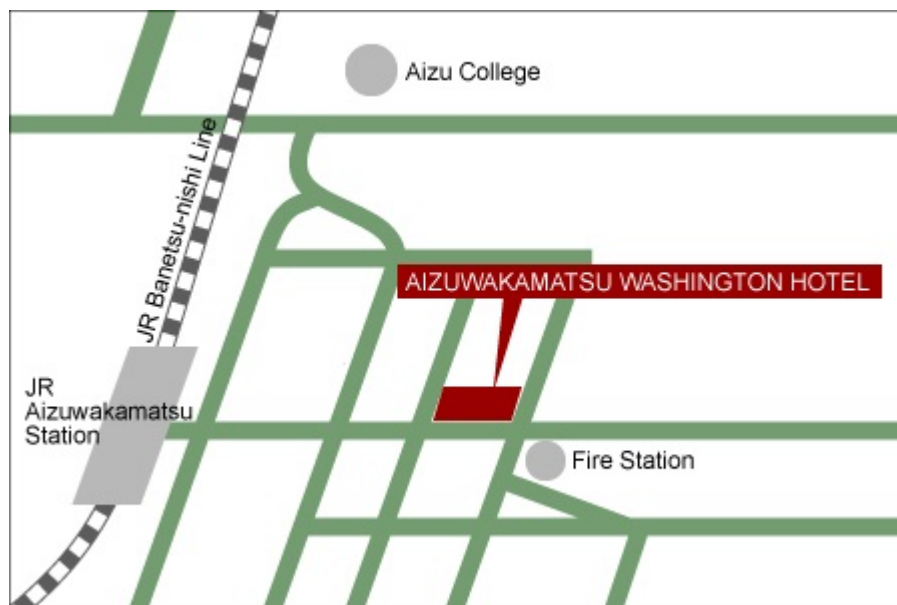 Aizu College
JR Banetsu-nishi Line
AIZUWAKAMATSU WASHINGTON HOTEL
JR
Aizuwakamatsu
Station
Fire Station